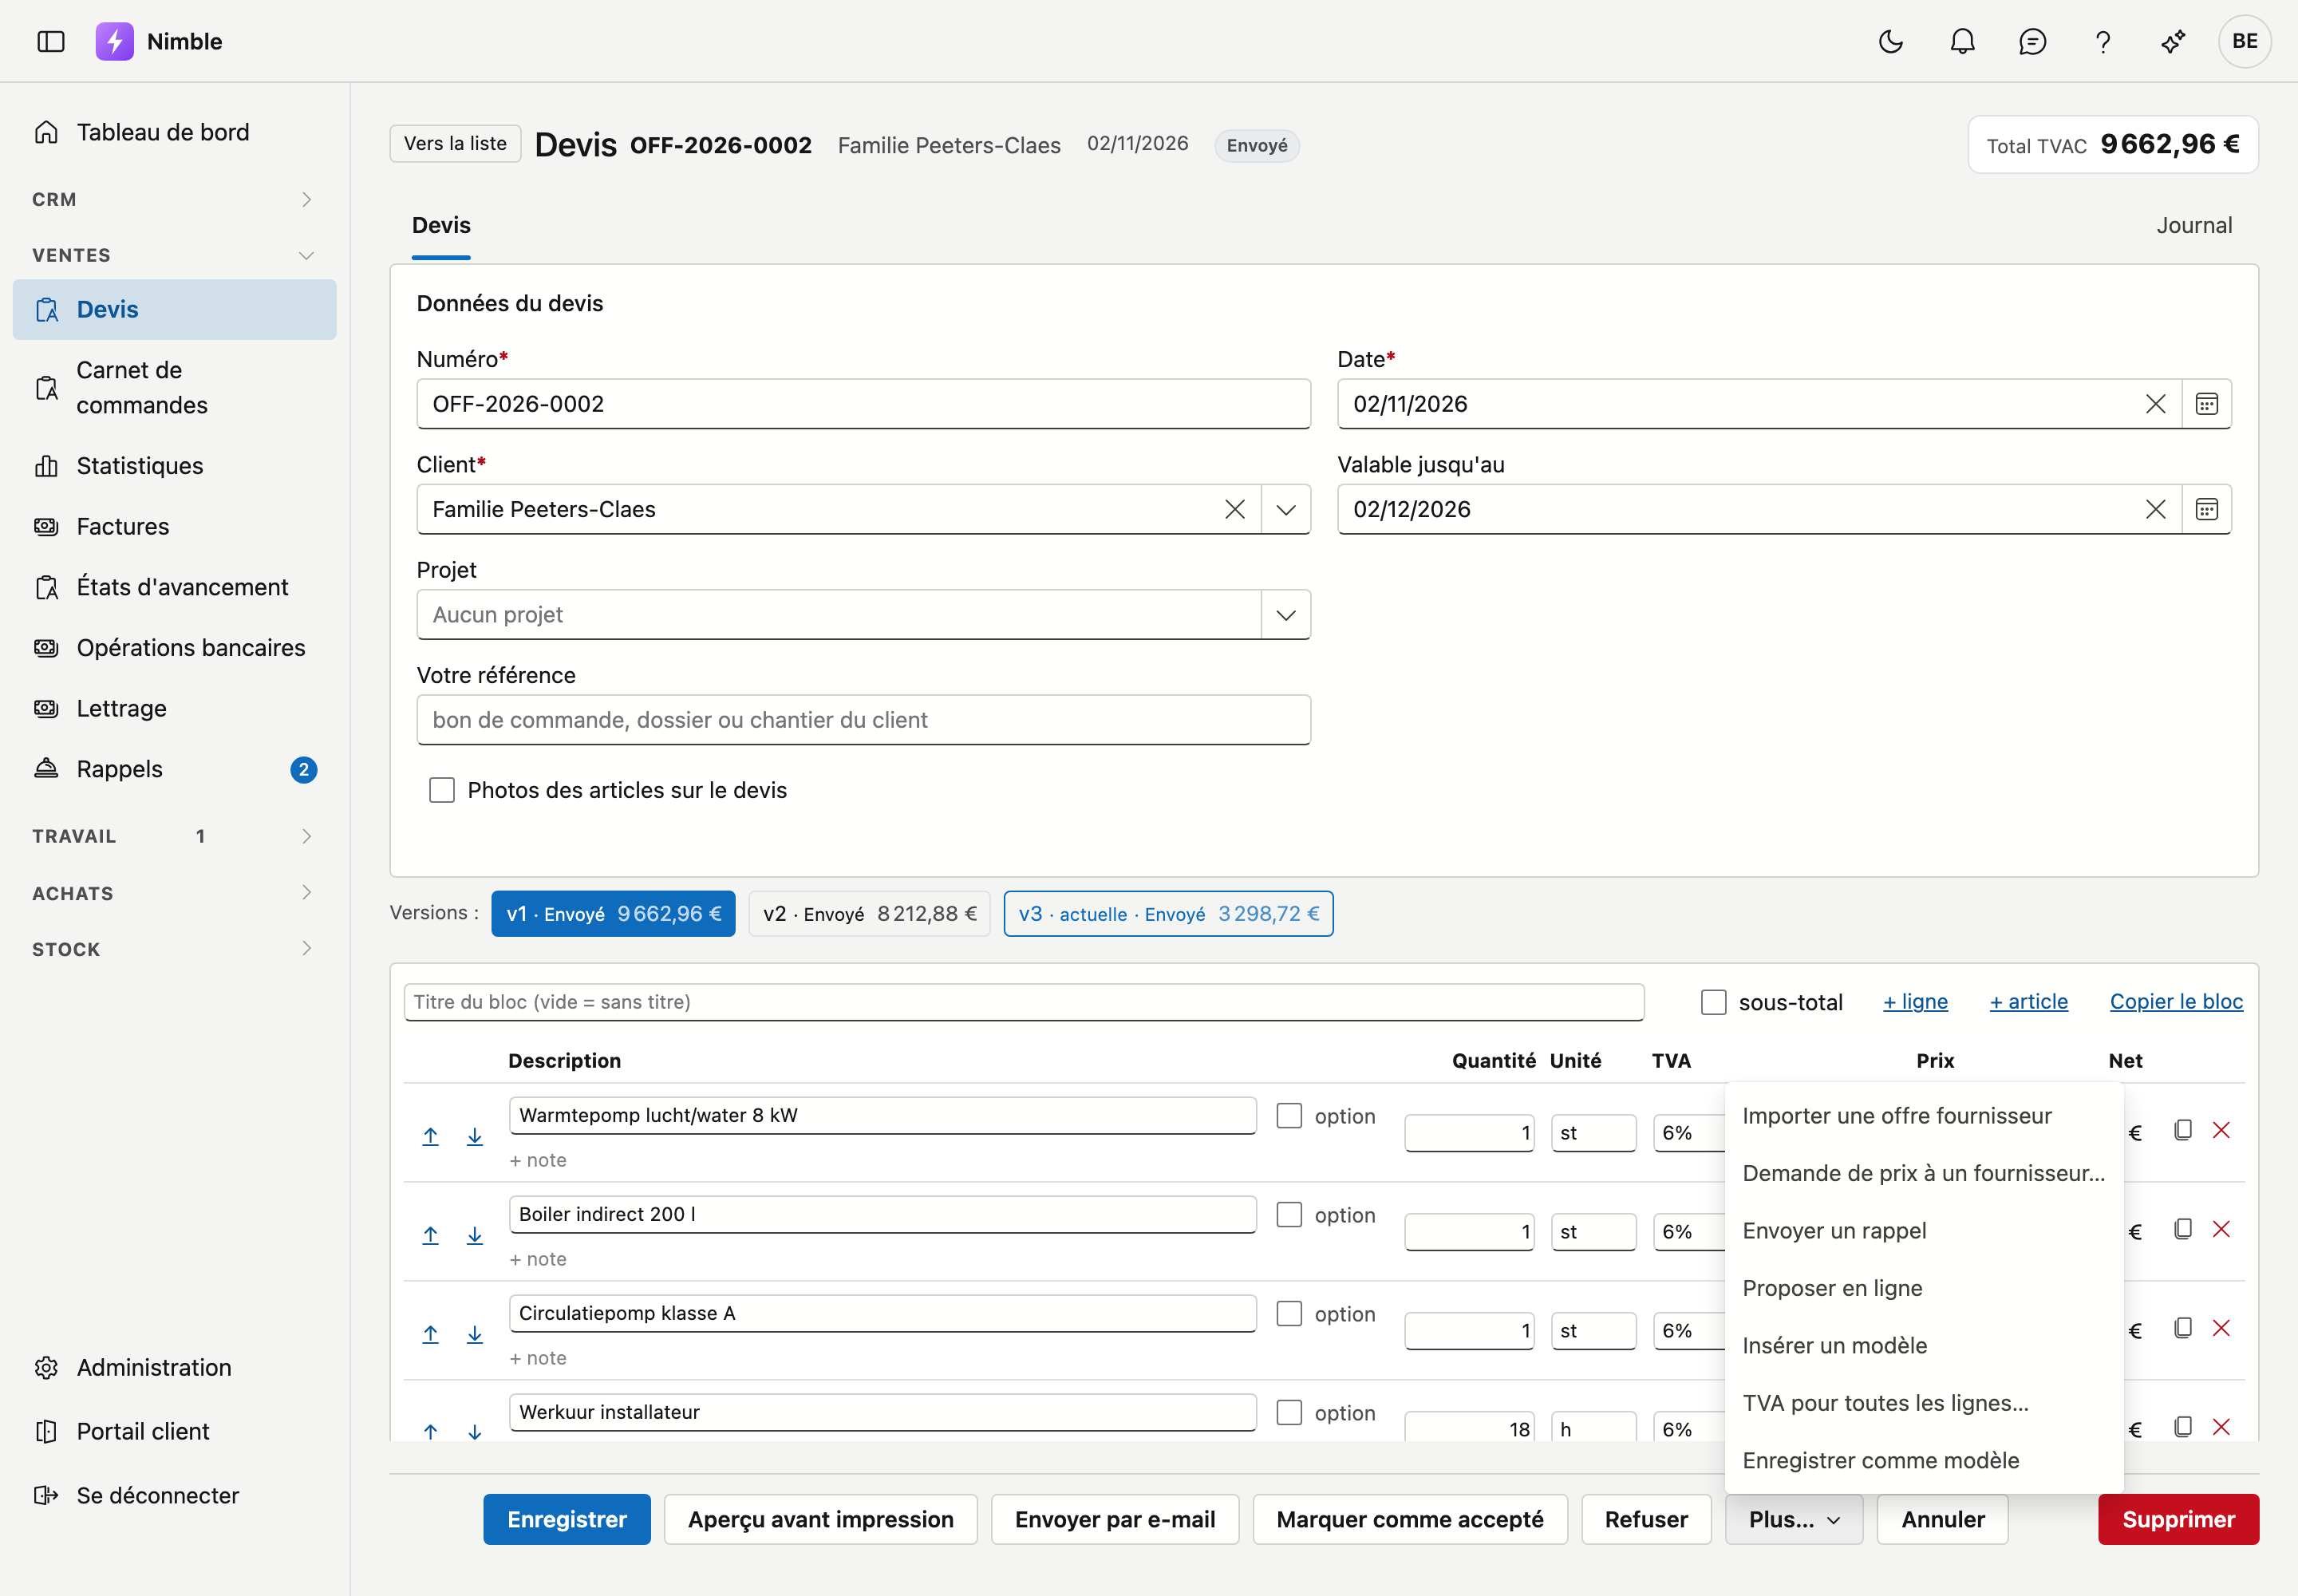 Nimble
BE
Tableau de bord
CRM
VENTES
Devis
Carnet de
commandes
Statistiques
Factures
États d'avancement
Opérations bancaires
Lettrage
Rappels 2
TRAVAIL 1
ACHATS
STOCK
Administration
Portail client
Se déconnecter
Vers la liste Devis OFF-2026-0002 Familie Peeters-Claes 02/11/2026 Envoyé Total TVAC 9 662,96 €
Devis Journal
Données du devis
Numéro* Date*
OFF-2026-0002 02/11/2026
Client* Valable jusqu'au
Familie Peeters-Claes 02/12/2026
Projet
Aucun projet
Votre référence
bon de commande, dossier ou chantier du client
Photos des articles sur le devis
Versions : v1 · Envoyé 9 662,96 € v2 · Envoyé 8 212,88 € v3 · actuelle · Envoyé 3 298,72 €
Titre du bloc (vide = sans titre) sous-total + ligne + article Copier le bloc
Description Quantité Unité TVA Prix Net
Warmtepomp lucht/water 8 kW option 1 st 6% €
+ note
Boiler indirect 200 l option 1 st 6% €
+ note
Circulatiepomp klasse A option 1 st 6% €
+ note
Werkuur installateur option 18 h 6% €
Importer une offre fournisseur
Demande de prix à un fournisseur...
Envoyer un rappel
Proposer en ligne
Insérer un modèle
TVA pour toutes les lignes...
Enregistrer comme modèle
Enregistrer Aperçu avant impression Envoyer par e-mail Marquer comme accepté Refuser Plus... Annuler Supprimer